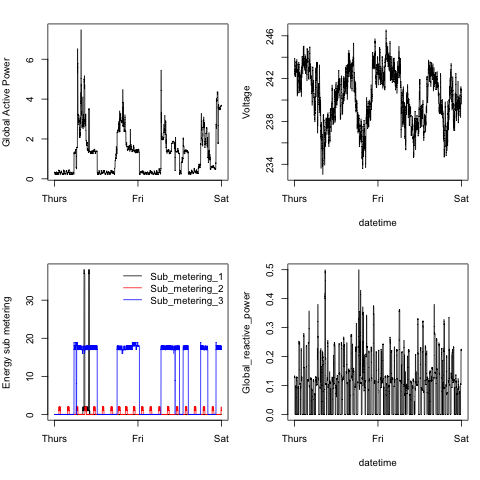 Global Active Power
0
2
4
6
Thurs
Fri
Sat
Voltage
234
238
242
246
Thurs
Fri
Sat
datetime
Energy sub metering
0
10
20
30
Sub_metering_1
Sub_metering_2
Sub_metering_3
Thurs
Fri
Sat
Global_reactive_power
0.0
0.1
0.2
0.3
0.4
0.5
Thurs
Fri
Sat
datetime